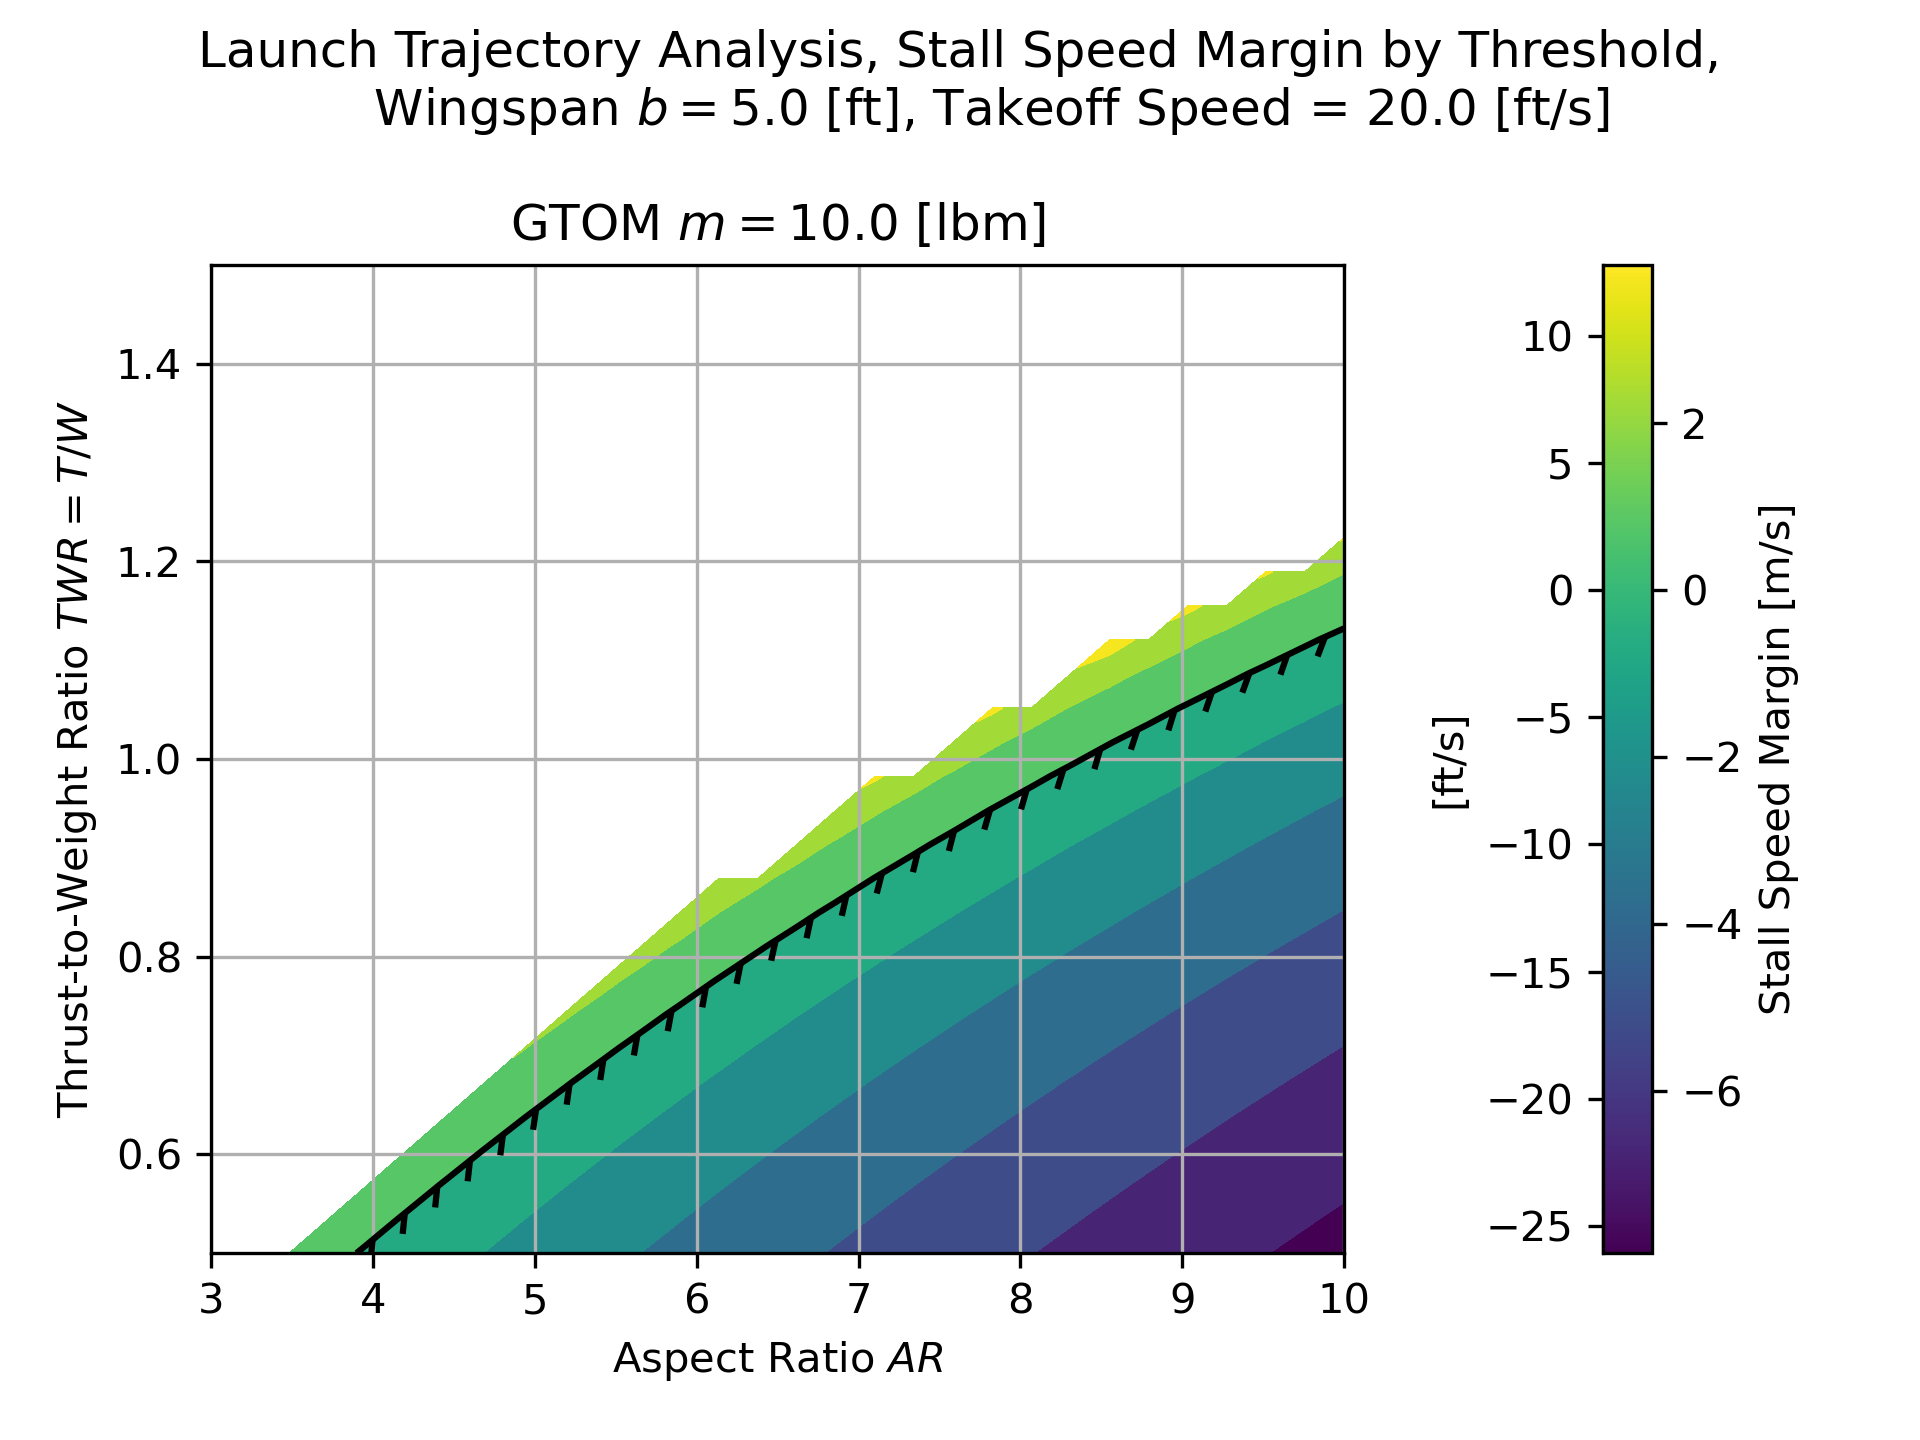 Launch Trajectory Analysis, Stall Speed Margin by Threshold,
Wingspan b = 5.0 [ft], Takeoff Speed = 20.0 [ft/s]
GTOM m = 10.0 [lbm]
Thrust-to-Weight Ratio TWR = T/W
1.4
1.2
1.0
0.8
0.6
3 4 5 6 7 8 9 10
Aspect Ratio AR
[ft/s]
10
5
0
−5
−10
−15
−20
−25
2
0
−2
−4
−6
Stall Speed Margin [m/s]